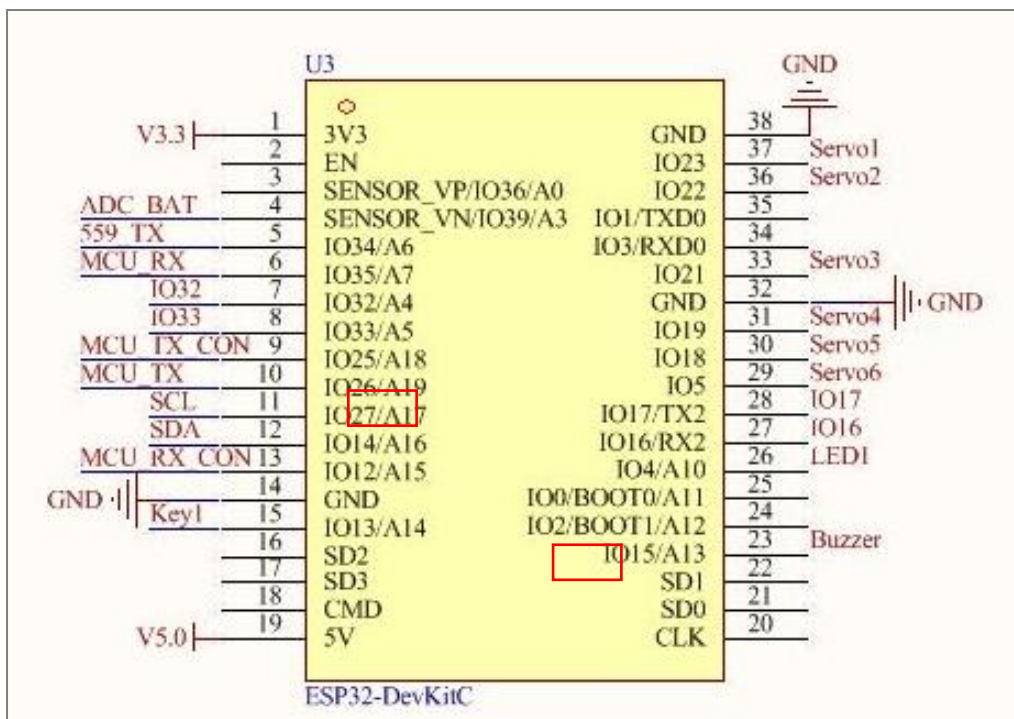 U3
GND
V3.3 1 3V3 GND 38
2 EN IO23 37 Servo1
3 SENSOR_VP/IO36/A0 IO22 36 Servo2
ADC_BAT 4 SENSOR_VN/IO39/A3 IO1/TXD0 35
559_TX 5 IO34/A6 IO3/RXD0 34
MCU_RX 6 IO35/A7 IO21 33 Servo3
IO32 7 IO32/A4 GND 32 GND
IO33 8 IO33/A5 IO19 31 Servo4
MCU_TX_CON 9 IO25/A18 IO18 30 Servo5
MCU_TX 10 IO26/A19 IO5 29 Servo6
SCL 11 IO27/A17 IO17/TX2 28 IO17
SDA 12 IO14/A16 IO16/RX2 27 IO16
MCU_RX_CON 13 IO12/A15 IO4/A10 26 LED1
GND 14 GND IO0/BOOT0/A11 25
Key1 15 IO13/A14 IO2/BOOT1/A12 24
16 SD2 IO15/A13 23 Buzzer
17 SD3 SD1 22
18 CMD SD0 21
V5.0 19 5V CLK 20
ESP32-DevKitC